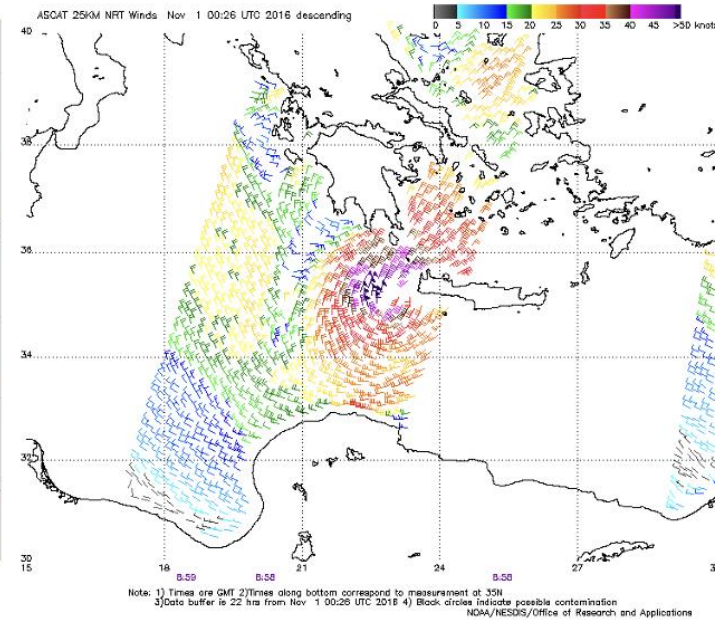 ASCAT 25KM NRT Winds Nov 1 00:26 UTC 2016 descending
0 5 10 15 20 25 30 35 40 45 >50 knots
40
38
36
34
32
30
15 18 21 24 27
8:59 8:58 8:58
Note: 1) Times are GMT 2)Times along bottom correspond to measurement at 35N
3)Data buffer is 22 hrs from Nov 1 00:26 UTC 2016 4) Black circles indicate possible contamination
NOAA/NESDIS/Office of Research and Applications